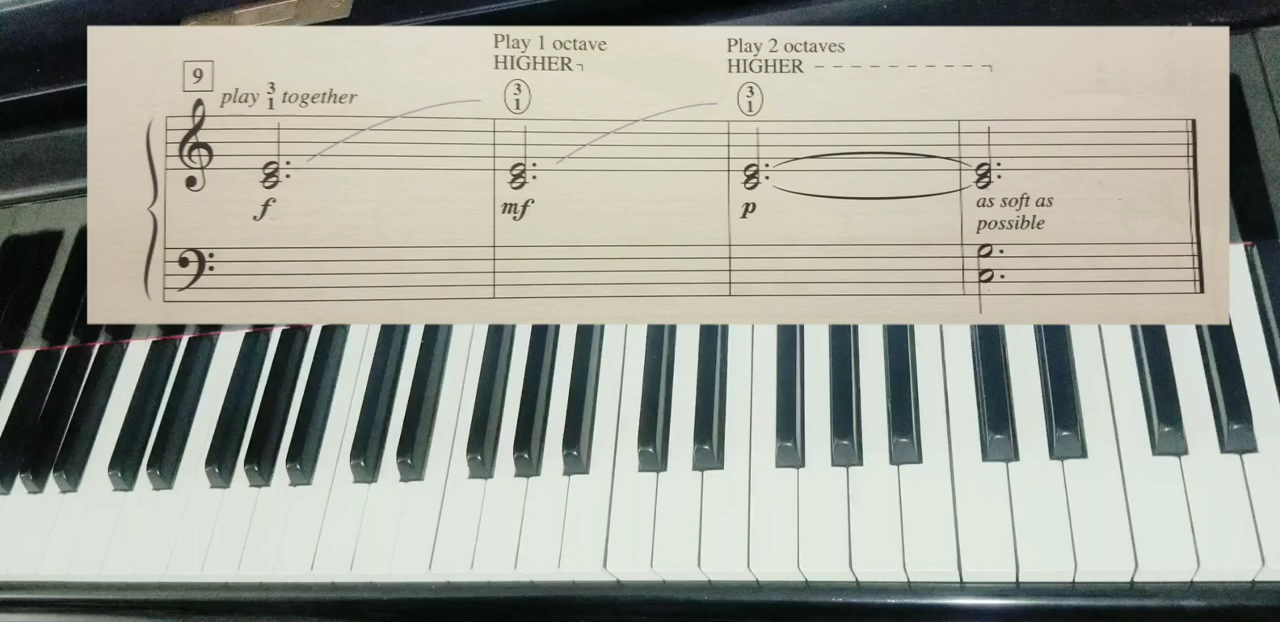 Play 1 octave
HIGHER
Play 2 octaves
HIGHER
9
play 3 1 together
3
1
3
1
f
mf
p
as soft as
possible